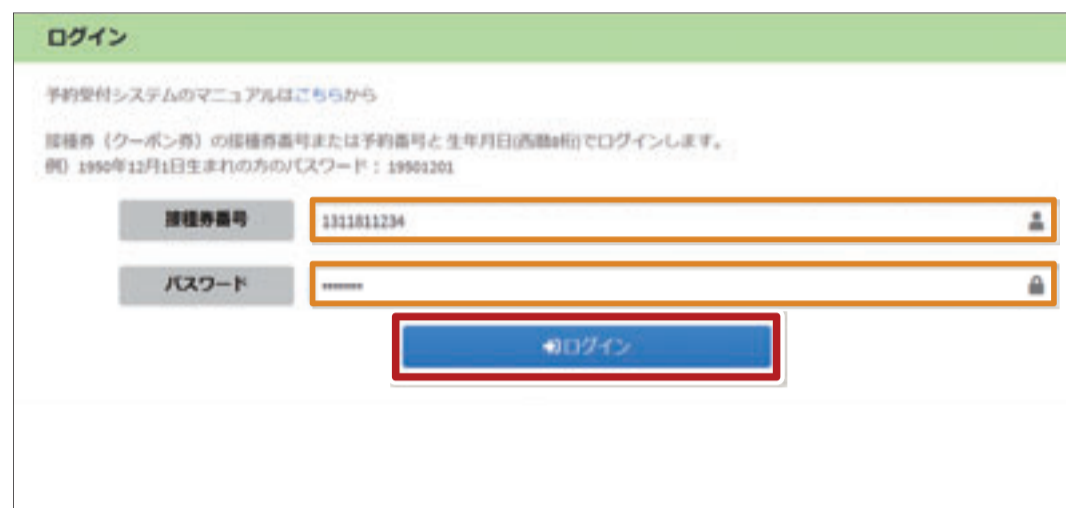 ログイン
予約受付システムのマニュアルはこちらから
接種券（クーポン券）の接種券番号または予約番号と生年月日(西暦8桁)でログインします。
例）1950年12月1日生まれの方のパスワード：19501201
接種券番号
1311811234
パスワード
••••••••
ログイン